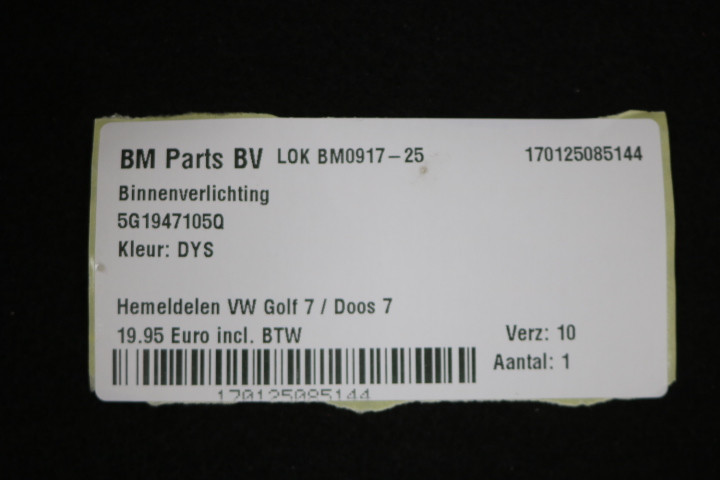 BM Parts BV LOK BM0917-25 170125085144
Binnenverlichting
5G1947105Q
Kleur: DYS
Hemeldelen VW Golf 7 / Doos 7
19.95 Euro incl. BTW Verz: 10
Aantal: 1
170125085144